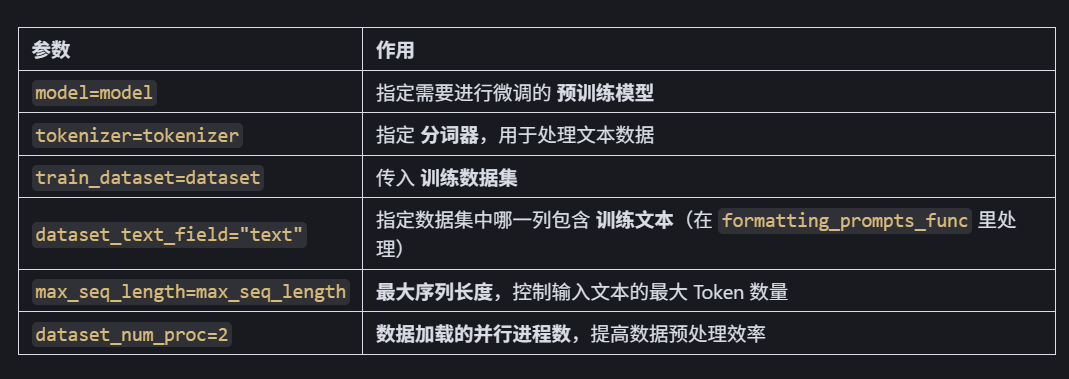 参数 作用
model=model 指定需要进行微调的 预训练模型
tokenizer=tokenizer 指定 分词器，用于处理文本数据
train_dataset=dataset 传入 训练数据集
dataset_text_field="text" 指定数据集中哪一列包含 训练文本（在 formatting_prompts_func 里处
理）
max_seq_length=max_seq_length 最大序列长度，控制输入文本的最大 Token 数量
dataset_num_proc=2 数据加载的并行进程数，提高数据预处理效率